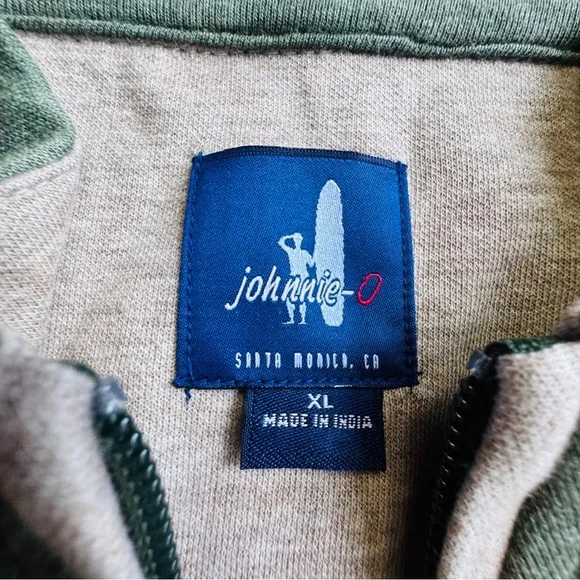 johnnie-O
SANTA MONICA, CA
XL
MADE IN INDIA